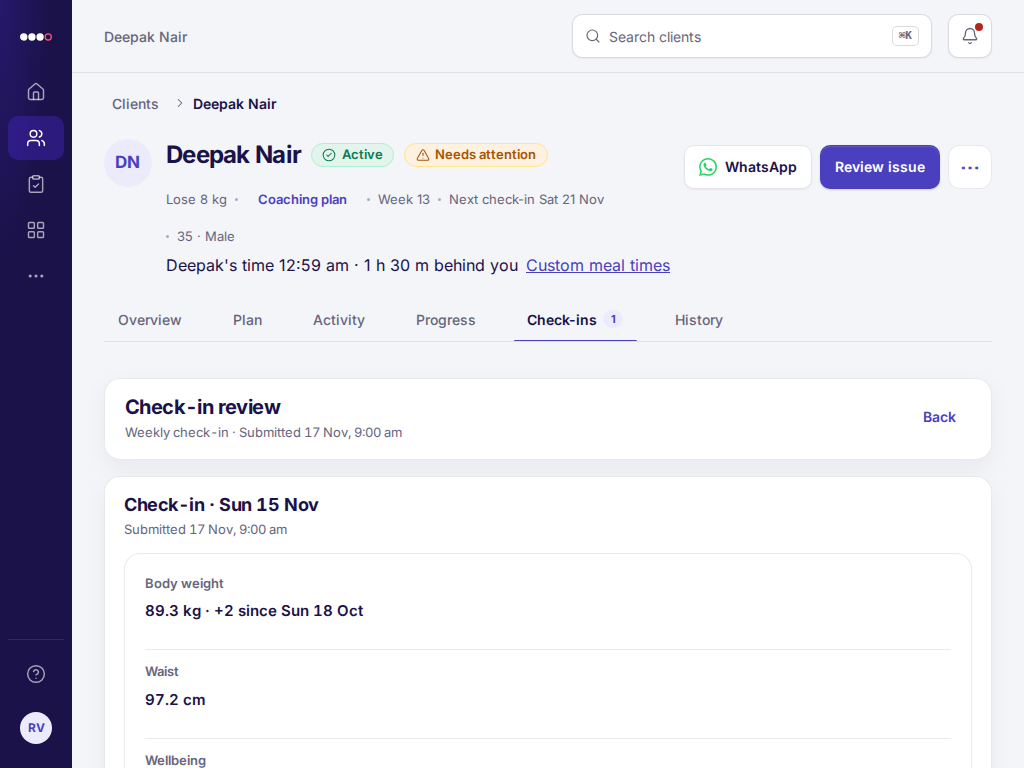 Deepak Nair
Search clients
⌘K
Clients
Deepak Nair
DN
Deepak Nair
Active
Needs attention
WhatsApp
Review issue
Lose 8 kg · Coaching plan · Week 13 · Next check-in Sat 21 Nov
· 35 · Male
Deepak's time 12:59 am · 1 h 30 m behind you Custom meal times
Overview
Plan
Activity
Progress
Check-ins 1
History
Check-in review
Weekly check-in · Submitted 17 Nov, 9:00 am
Back
Check-in · Sun 15 Nov
Submitted 17 Nov, 9:00 am
Body weight
89.3 kg · +2 since Sun 18 Oct
Waist
97.2 cm
Wellbeing
RV